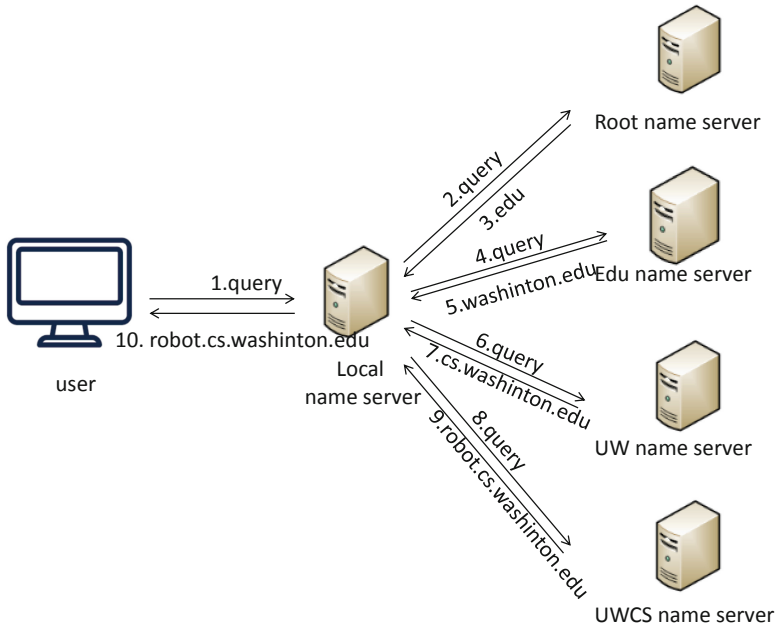 Root name server
2.query
3.edu
4.query
5.washinton.edu
Edu name server
1.query
10. robot.cs.washinton.edu
user
Local
name server
6.query
7.cs.washinton.edu
UW name server
8.query
9.robot.cs.washinton.edu
UWCS name server